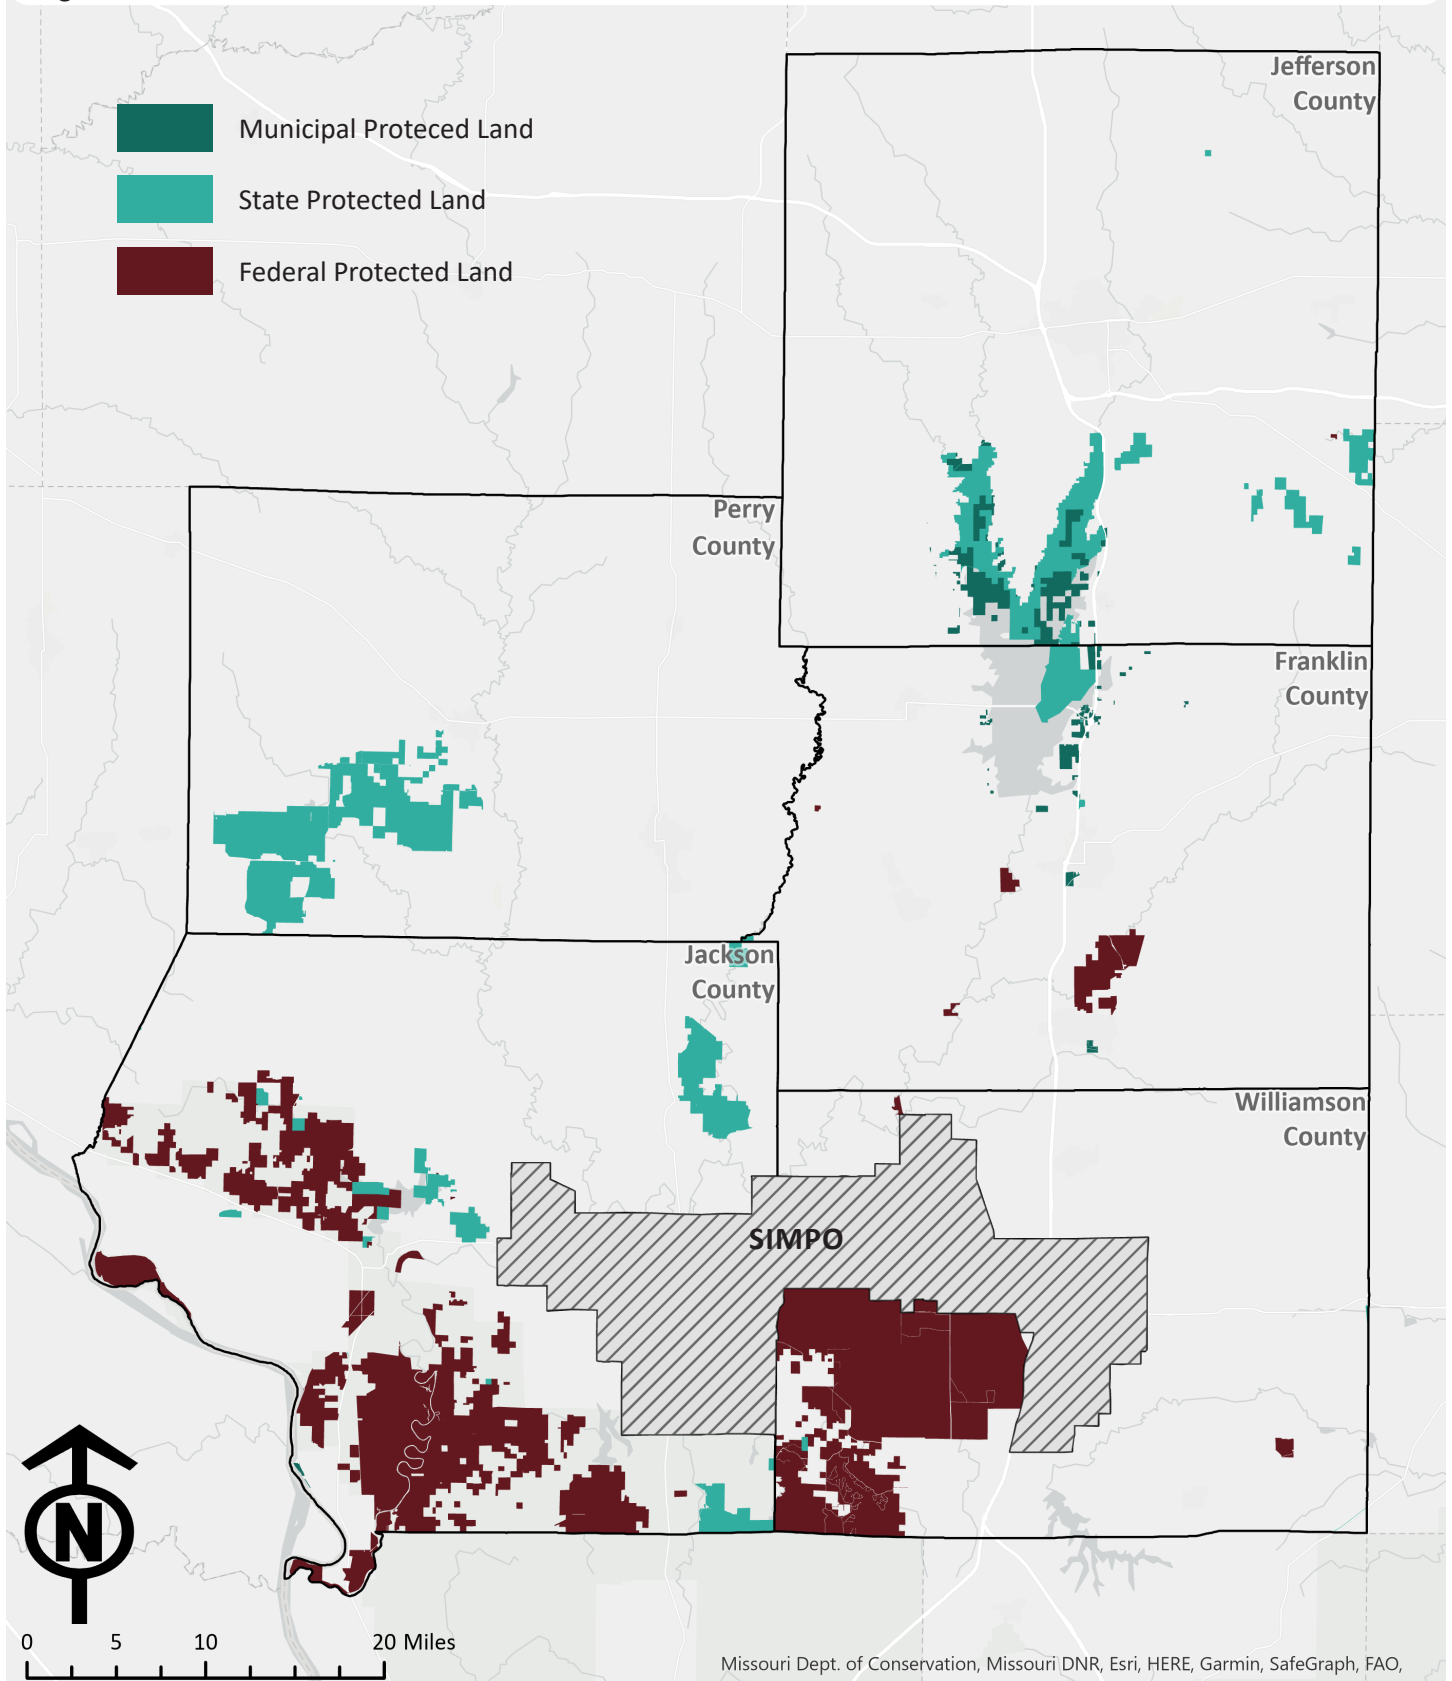 Jefferson
County
Municipal Proteced Land
State Protected Land
Federal Protected Land
Perry
County
Franklin
County
Jackson
County
Williamson
County
SIMPO
N
0 5 10 20 Miles
Missouri Dept. of Conservation, Missouri DNR, Esri, HERE, Garmin, SafeGraph, FAO,